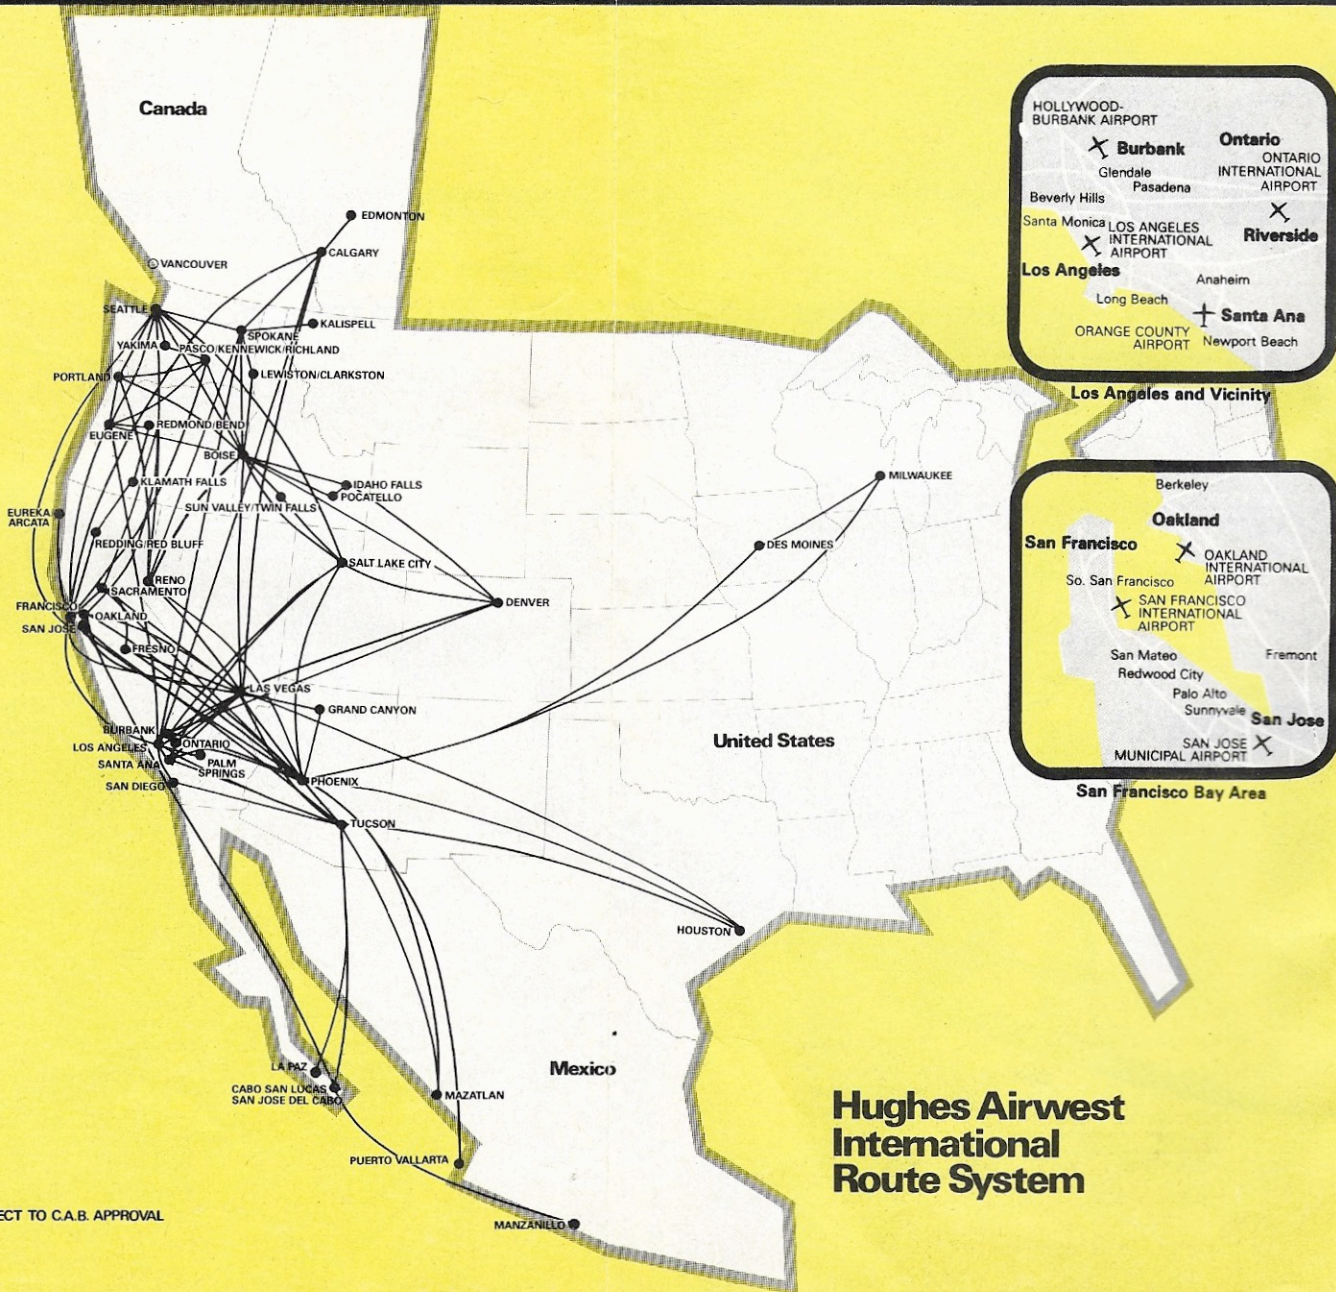 Canada
EDMONTON
CALGARY
VANCOUVER
SEATTLE
KALISPELL
SPOKANE
YAKIMA
PASCO/KENNEWICK/RICHLAND
PORTLAND
LEWISTON/CLARKSTON
REDMOND/BEND
EUGENE
BOISE
KLAMATH FALLS
IDAHO FALLS
POCATELLO
SUN VALLEY/TWIN FALLS
EUREKA/
ARCATA
REDDING/RED BLUFF
SALT LAKE CITY
RENO
SACRAMENTO
DENVER
FRANCISCO
OAKLAND
SAN JOSE
FRESNO
LAS VEGAS
GRAND CANYON
BURBANK
LOS ANGELES
ONTARIO
SANTA ANA
PALM
SPRINGS
SAN DIEGO
PHOENIX
TUCSON
MILWAUKEE
DES MOINES
United States
HOUSTON
Mexico
LA PAZ
CABO SAN LUCAS
SAN JOSE DEL CABO
MAZATLAN
PUERTO VALLARTA
MANZANILLO
ECT TO C.A.B. APPROVAL
HOLLYWOOD-
BURBANK AIRPORT
Burbank
Ontario
ONTARIO
INTERNATIONAL
AIRPORT
Glendale
Pasadena
Beverly Hills
Santa Monica
LOS ANGELES
INTERNATIONAL
AIRPORT
Riverside
Los Angeles
Anaheim
Long Beach
Santa Ana
ORANGE COUNTY
AIRPORT
Newport Beach
Los Angeles and Vicinity
Berkeley
Oakland
San Francisco
OAKLAND
INTERNATIONAL
AIRPORT
So. San Francisco
SAN FRANCISCO
INTERNATIONAL
AIRPORT
San Mateo
Fremont
Redwood City
Palo Alto
Sunnyvale
San Jose
SAN JOSE
MUNICIPAL AIRPORT
San Francisco Bay Area
Hughes Airwest
International
Route System